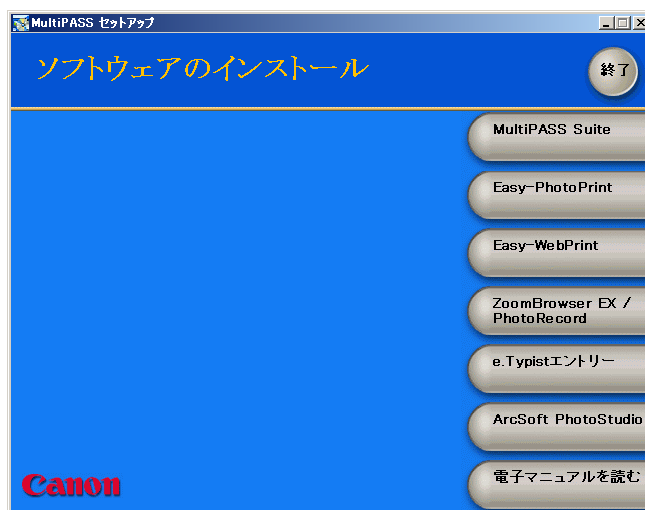 MultiPASS セットアップ
ソフトウェアのインストール
終了
MultiPASS Suite
Easy-PhotoPrint
Easy-WebPrint
ZoomBrowser EX /
PhotoRecord
e.Typistエントリー
ArcSoft PhotoStudio
電子マニュアルを読む
Canon